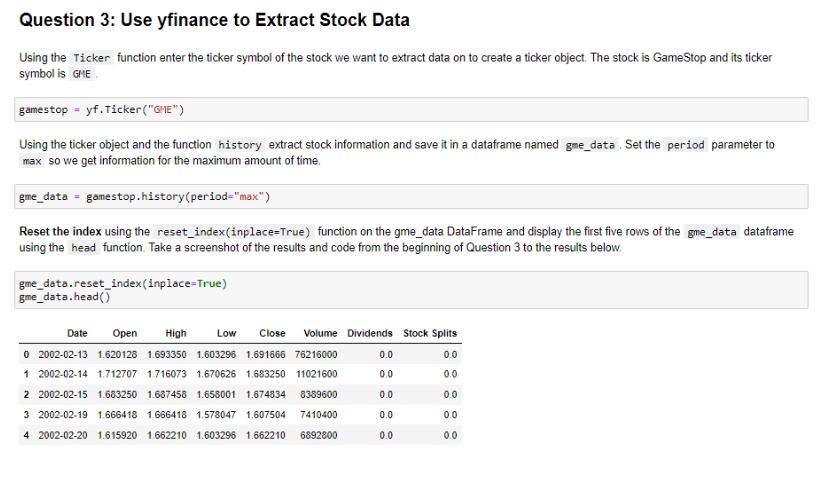 Question 3: Use yfinance to Extract Stock Data
Using the Ticker function enter the ticker symbol of the stock we want to extract data on to create a ticker object. The stock is GameStop and its ticker
symbol is GME .
gamestop = yf.Ticker("GME")
Using the ticker object and the function history extract stock information and save it in a dataframe named gme_data . Set the period parameter to
max so we get information for the maximum amount of time.
gme_data = gamestop.history(period="max")
Reset the index using the reset_index(inplace=True) function on the gme_data DataFrame and display the first five rows of the gme_data dataframe
using the head function. Take a screenshot of the results and code from the beginning of Question 3 to the results below.
gme_data.reset_index(inplace=True)
gme_data.head()
Date Open High Low Close Volume Dividends Stock Splits
0 2002-02-13 1.620128 1.693350 1.603296 1.691666 76216000 0.0 0.0
1 2002-02-14 1.712707 1.716073 1.670626 1.683250 11021600 0.0 0.0
2 2002-02-15 1.683250 1.687458 1.658001 1.674834 8389600 0.0 0.0
3 2002-02-19 1.666418 1.666418 1.578047 1.607504 7410400 0.0 0.0
4 2002-02-20 1.615920 1.662210 1.603296 1.662210 6892800 0.0 0.0